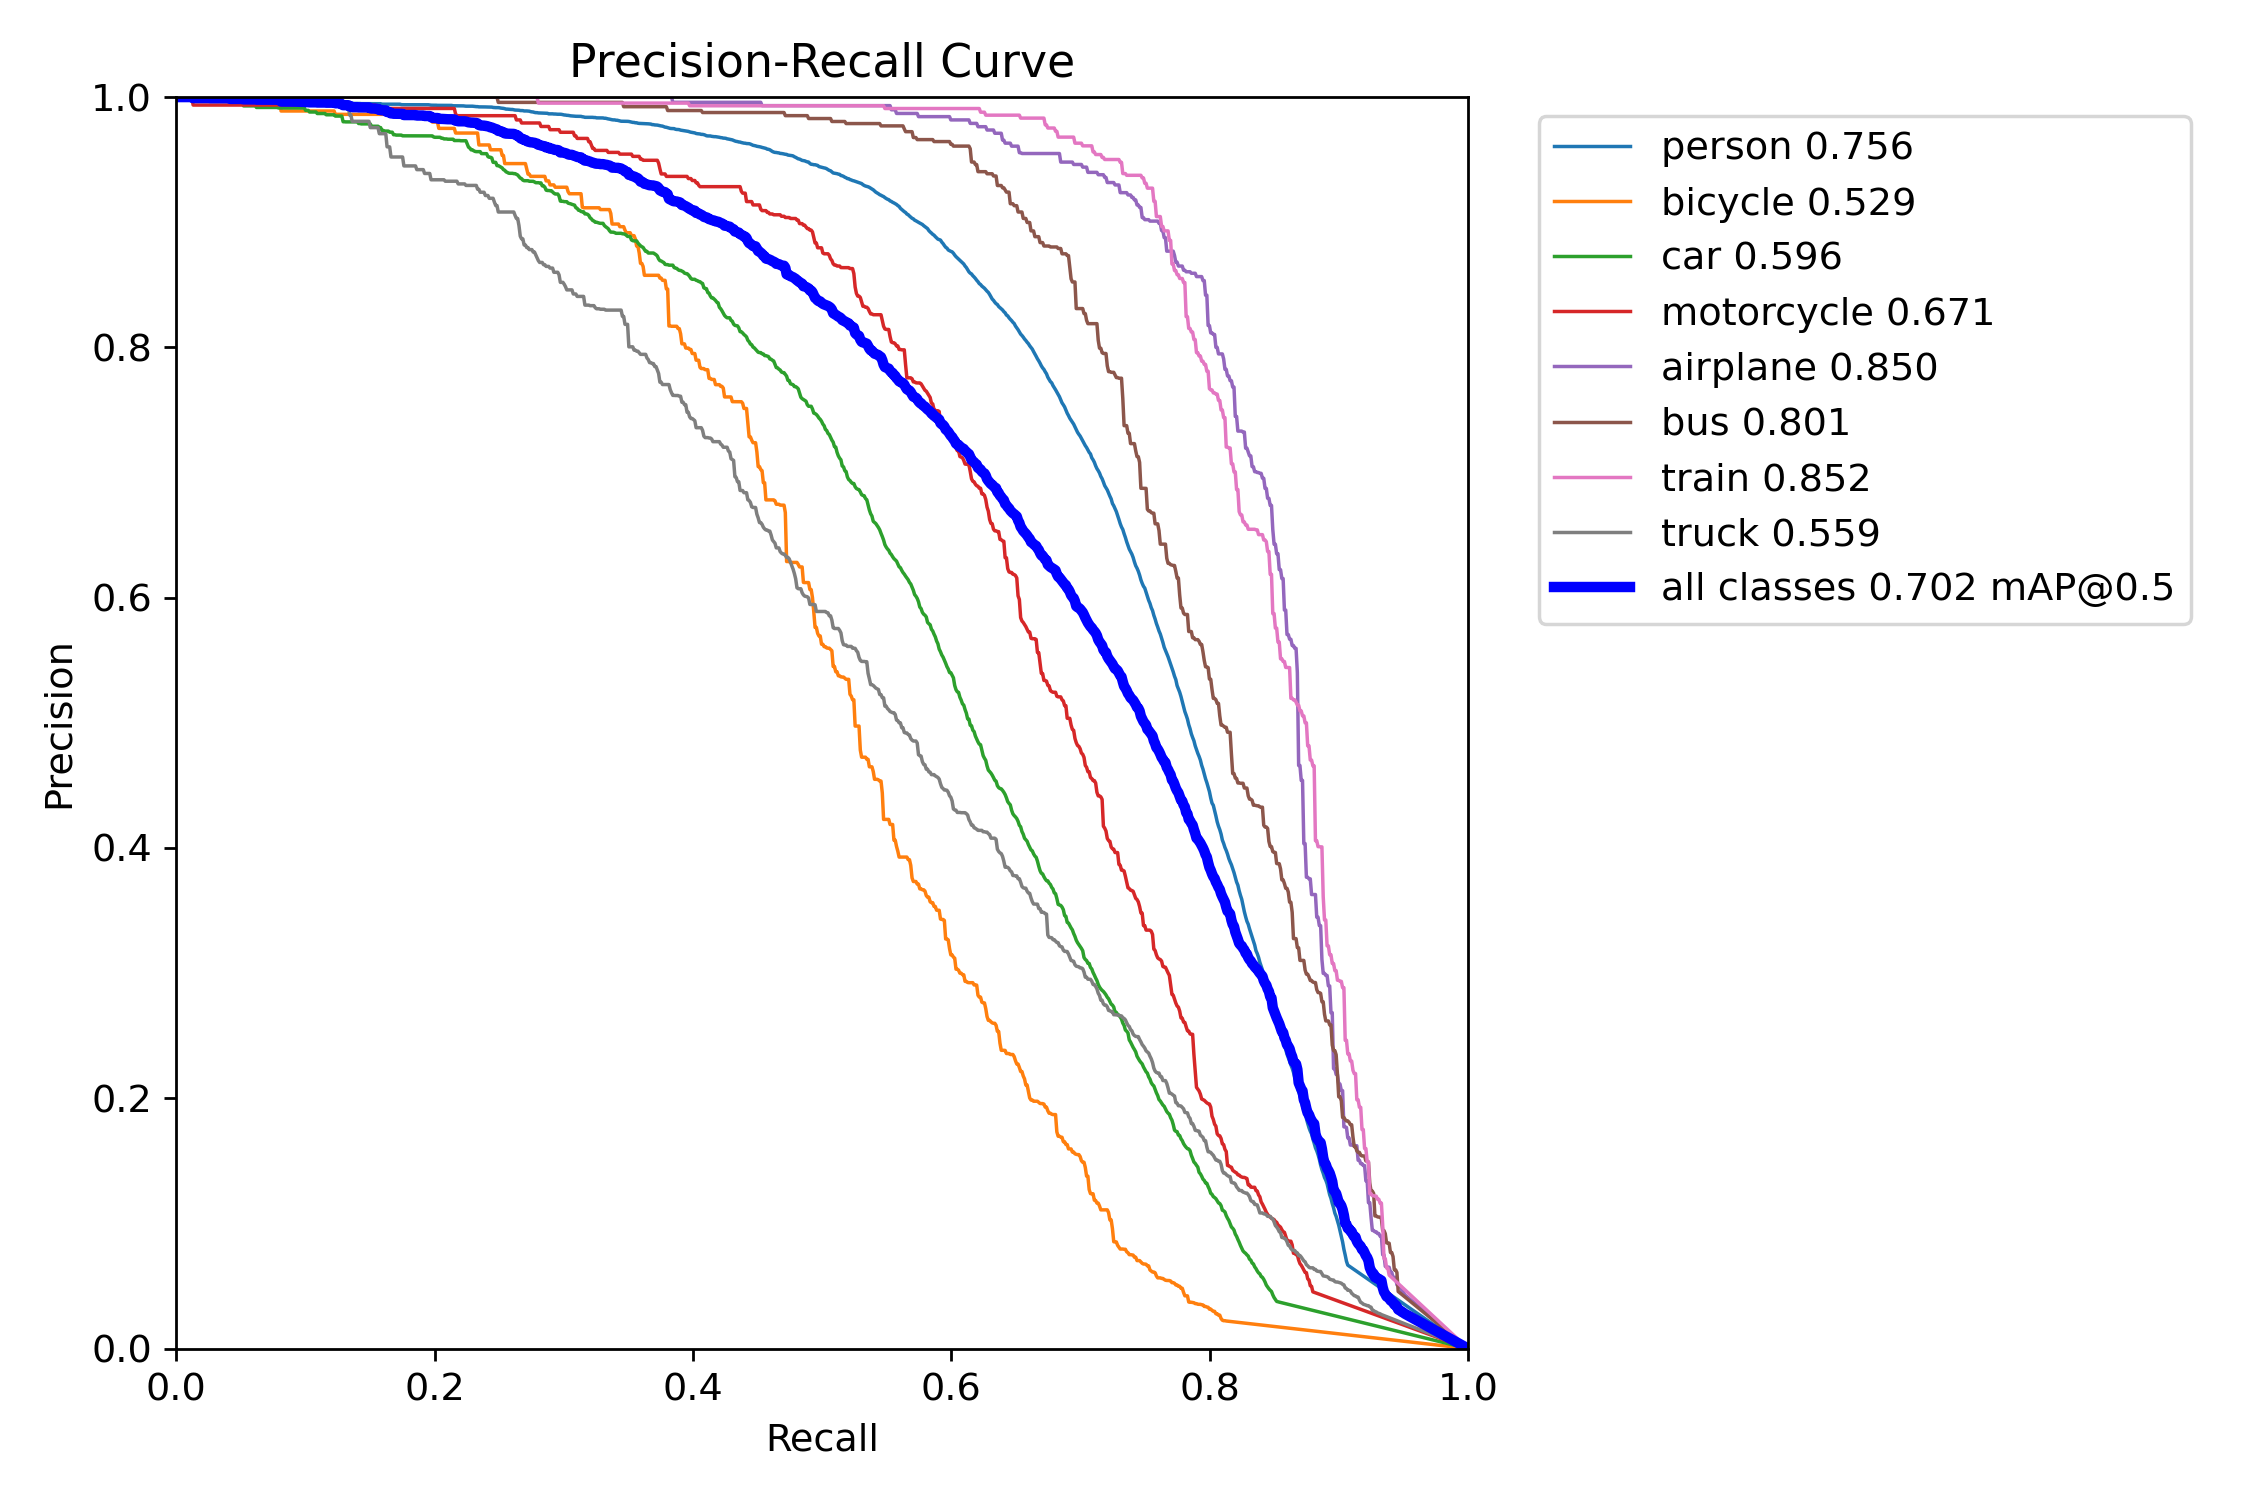 Precision-Recall Curve
1.0
0.8
0.6
0.4
0.2
0.0
Precision
0.0 0.2 0.4 0.6 0.8 1.0
Recall
person 0.756
bicycle 0.529
car 0.596
motorcycle 0.671
airplane 0.850
bus 0.801
train 0.852
truck 0.559
all classes 0.702 mAP@0.5